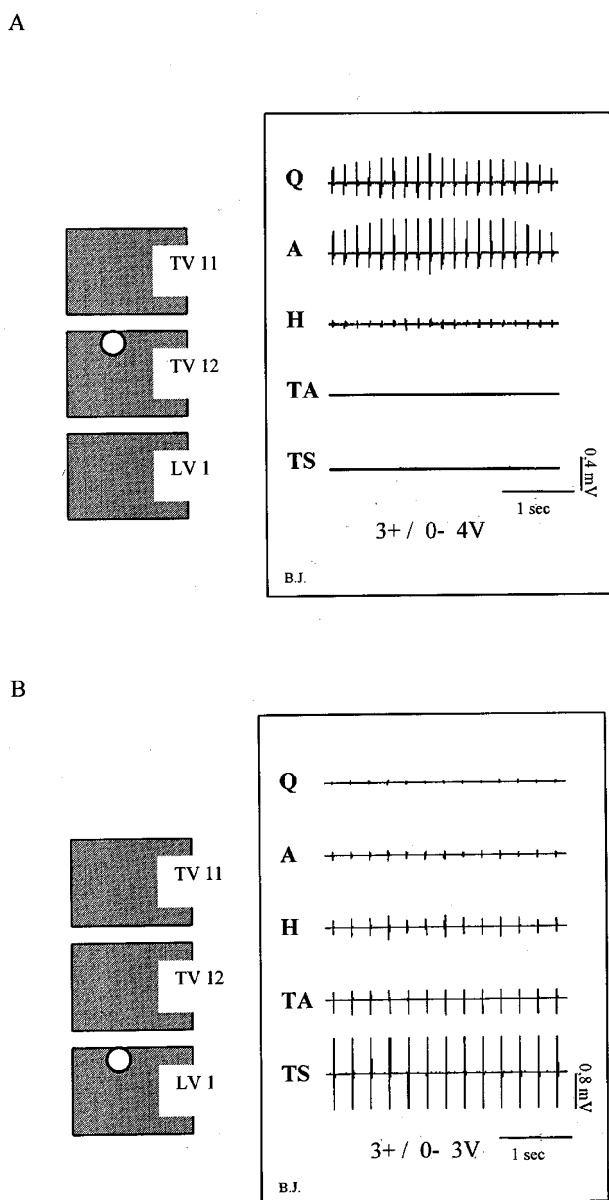 A
Q
A
H
TA
TS
TV 11
TV 12
LV 1
0.4 mV
1 sec
3+ / 0- 4V
B.J.
B
Q
A
H
TA
TS
TV 11
TV 12
LV 1
0.8 mV
3+ / 0- 3V
1 sec
B.J.